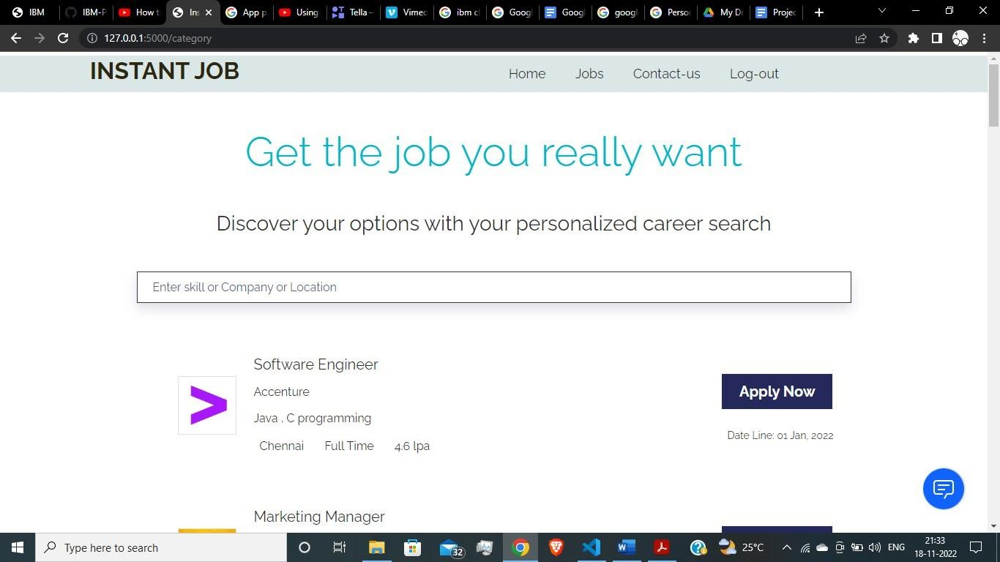 IBM IBM-P How t Ins App p Using Tella – Vimeo ibm cl Googl Googl googl Person My Dr Projec
127.0.0.1:5000/category
INSTANT JOB Home Jobs Contact-us Log-out
Get the job you really want
Discover your options with your personalized career search
Enter skill or Company or Location
Software Engineer
Accenture
Apply Now
Java , C programming
Date Line: 01 Jan, 2022
Chennai Full Time 4.6 lpa
Marketing Manager
Type here to search 32 25°C ENG 21:33
18-11-2022